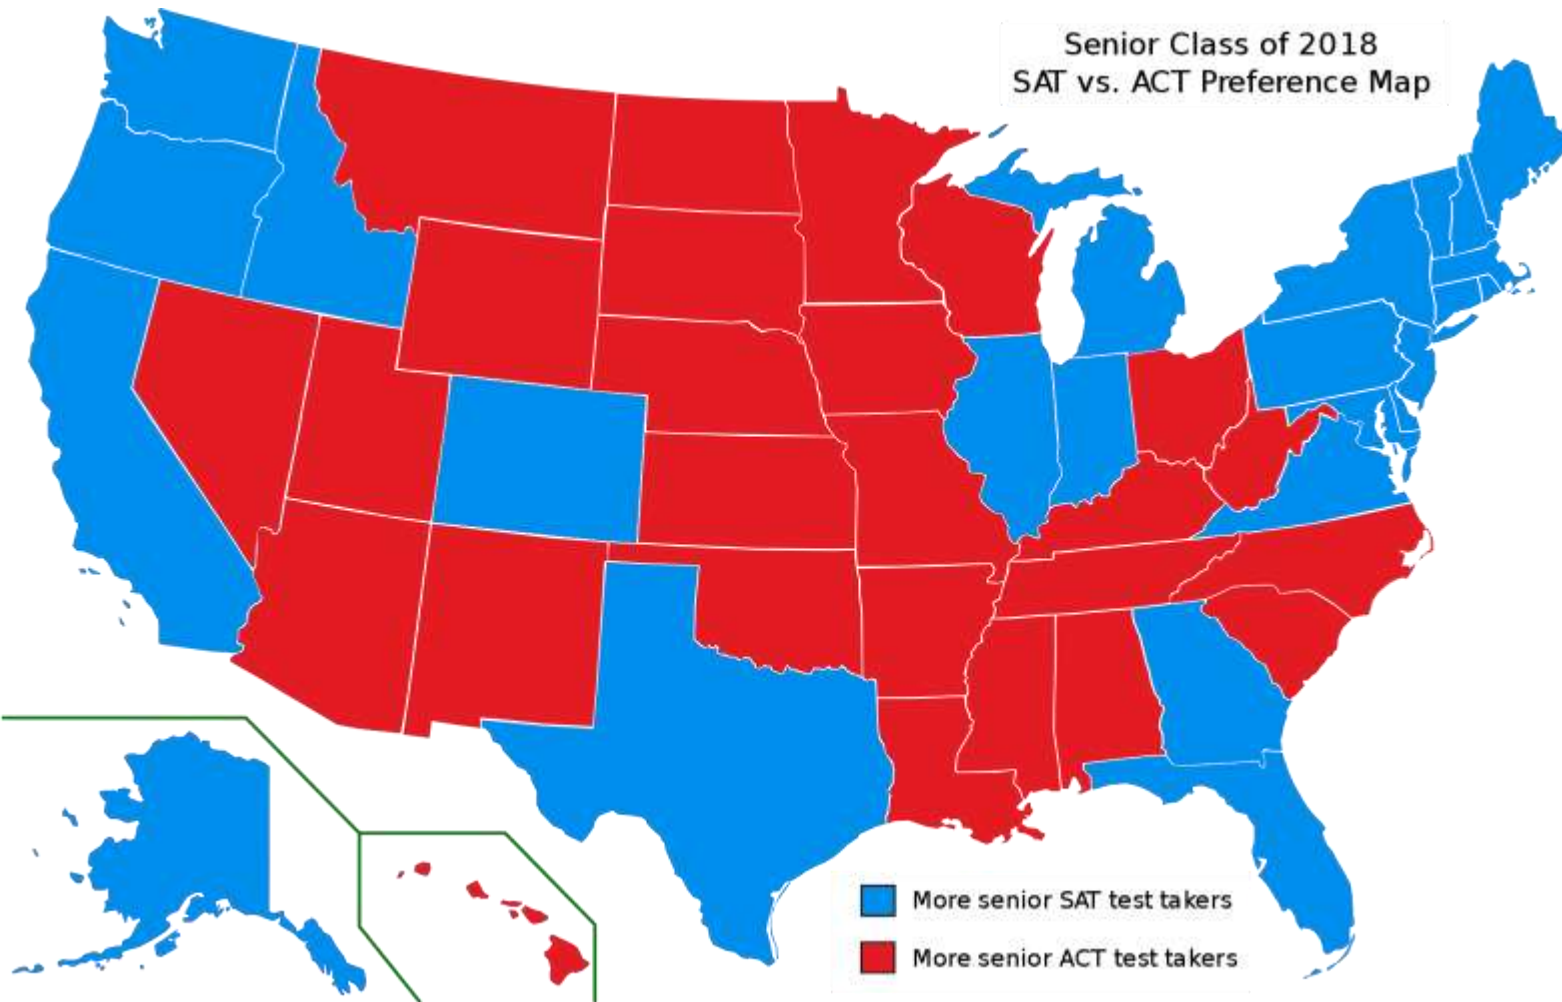 Senior Class of 2018
SAT vs. ACT Preference Map
More senior SAT test takers
More senior ACT test takers